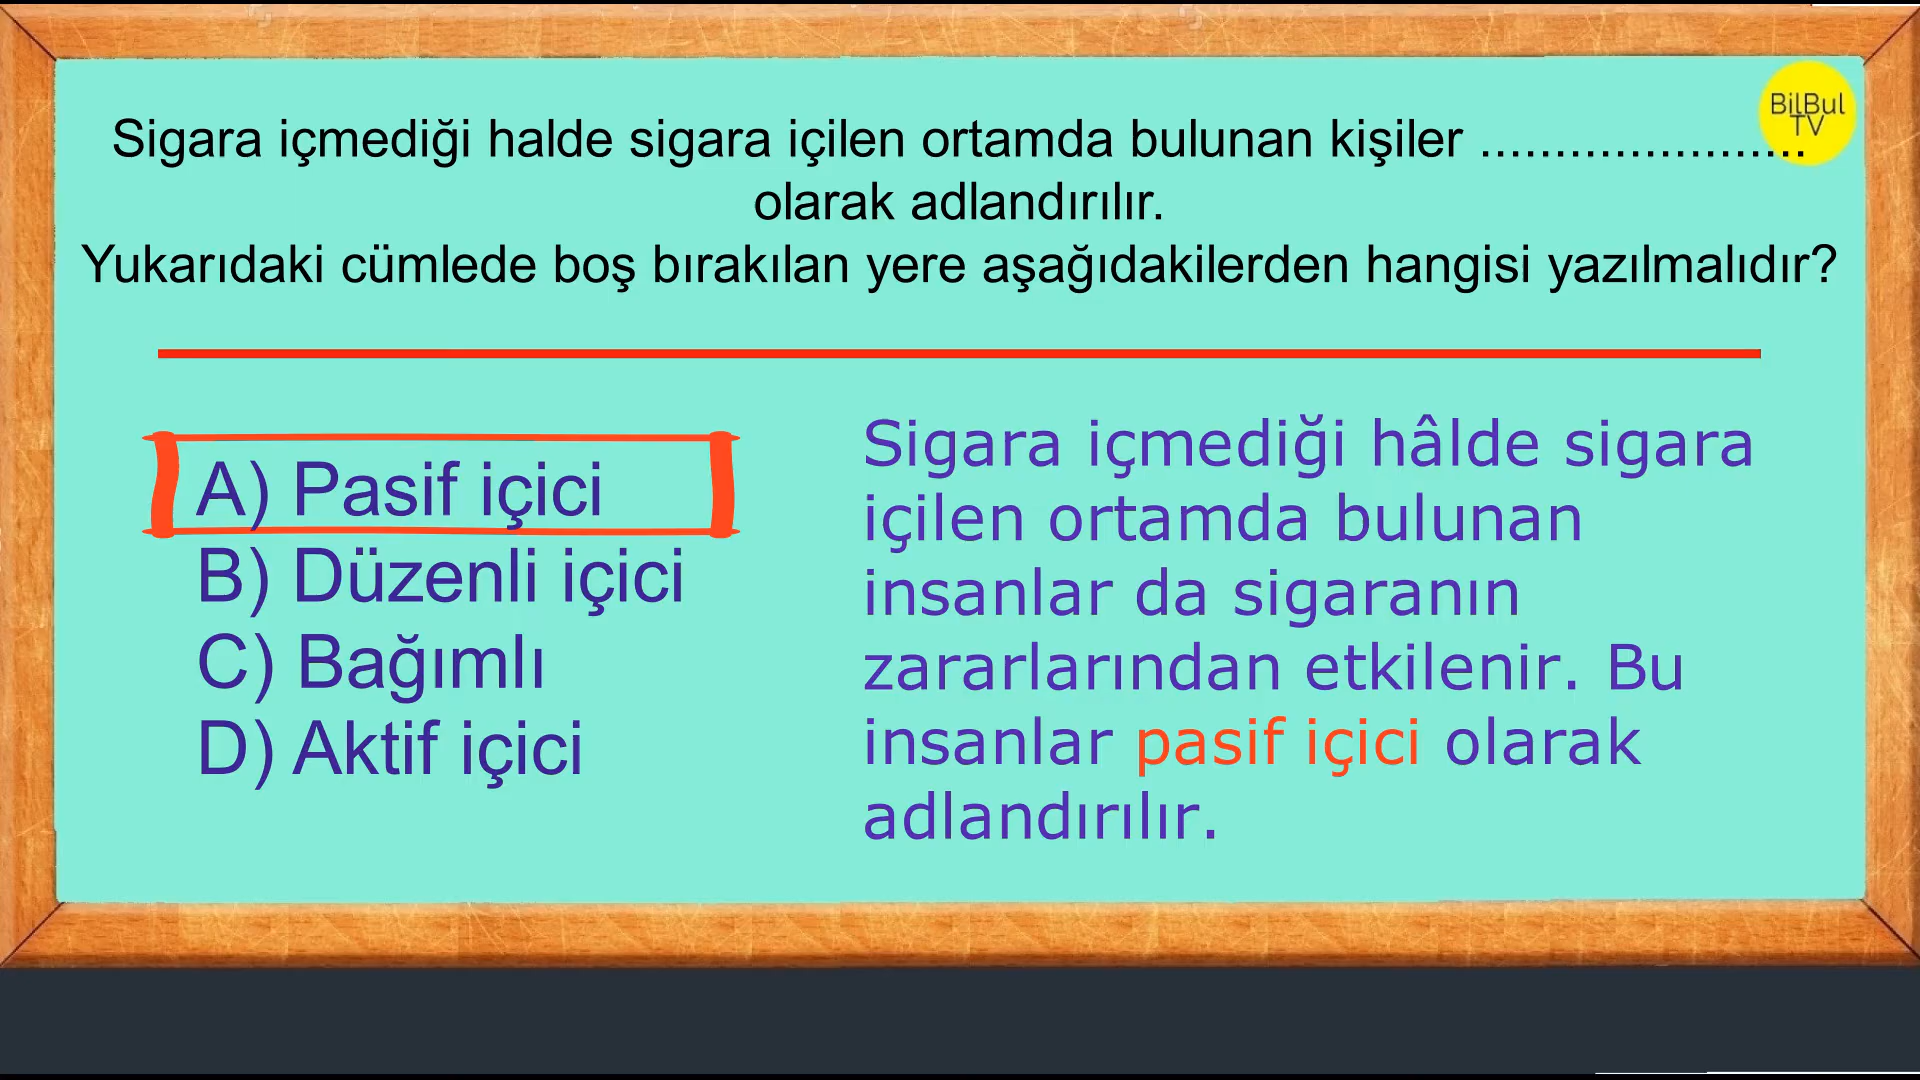 BilBul
TV
Sigara içmediği halde sigara içilen ortamda bulunan kişiler ......................
olarak adlandırılır.
Yukarıdaki cümlede boş bırakılan yere aşağıdakilerden hangisi yazılmalıdır?
A) Pasif içici
B) Düzenli içici
C) Bağımlı
D) Aktif içici
Sigara içmediği hâlde sigara
içilen ortamda bulunan
insanlar da sigaranın
zararlarından etkilenir. Bu
insanlar pasif içici olarak
adlandırılır.